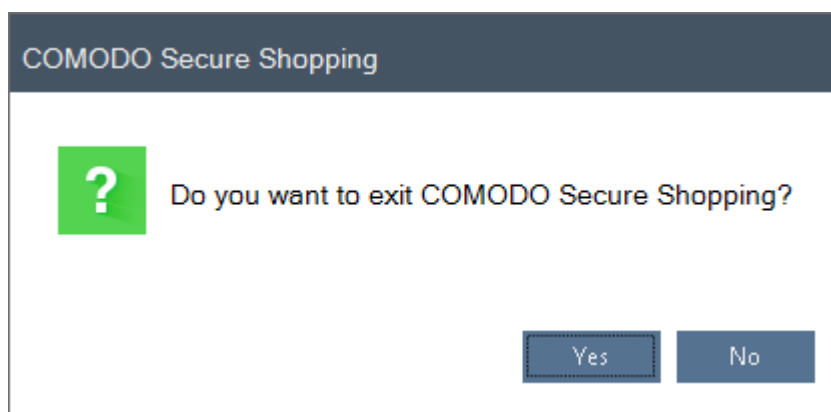 COMODO Secure Shopping
?
Do you want to exit COMODO Secure Shopping?
Yes No